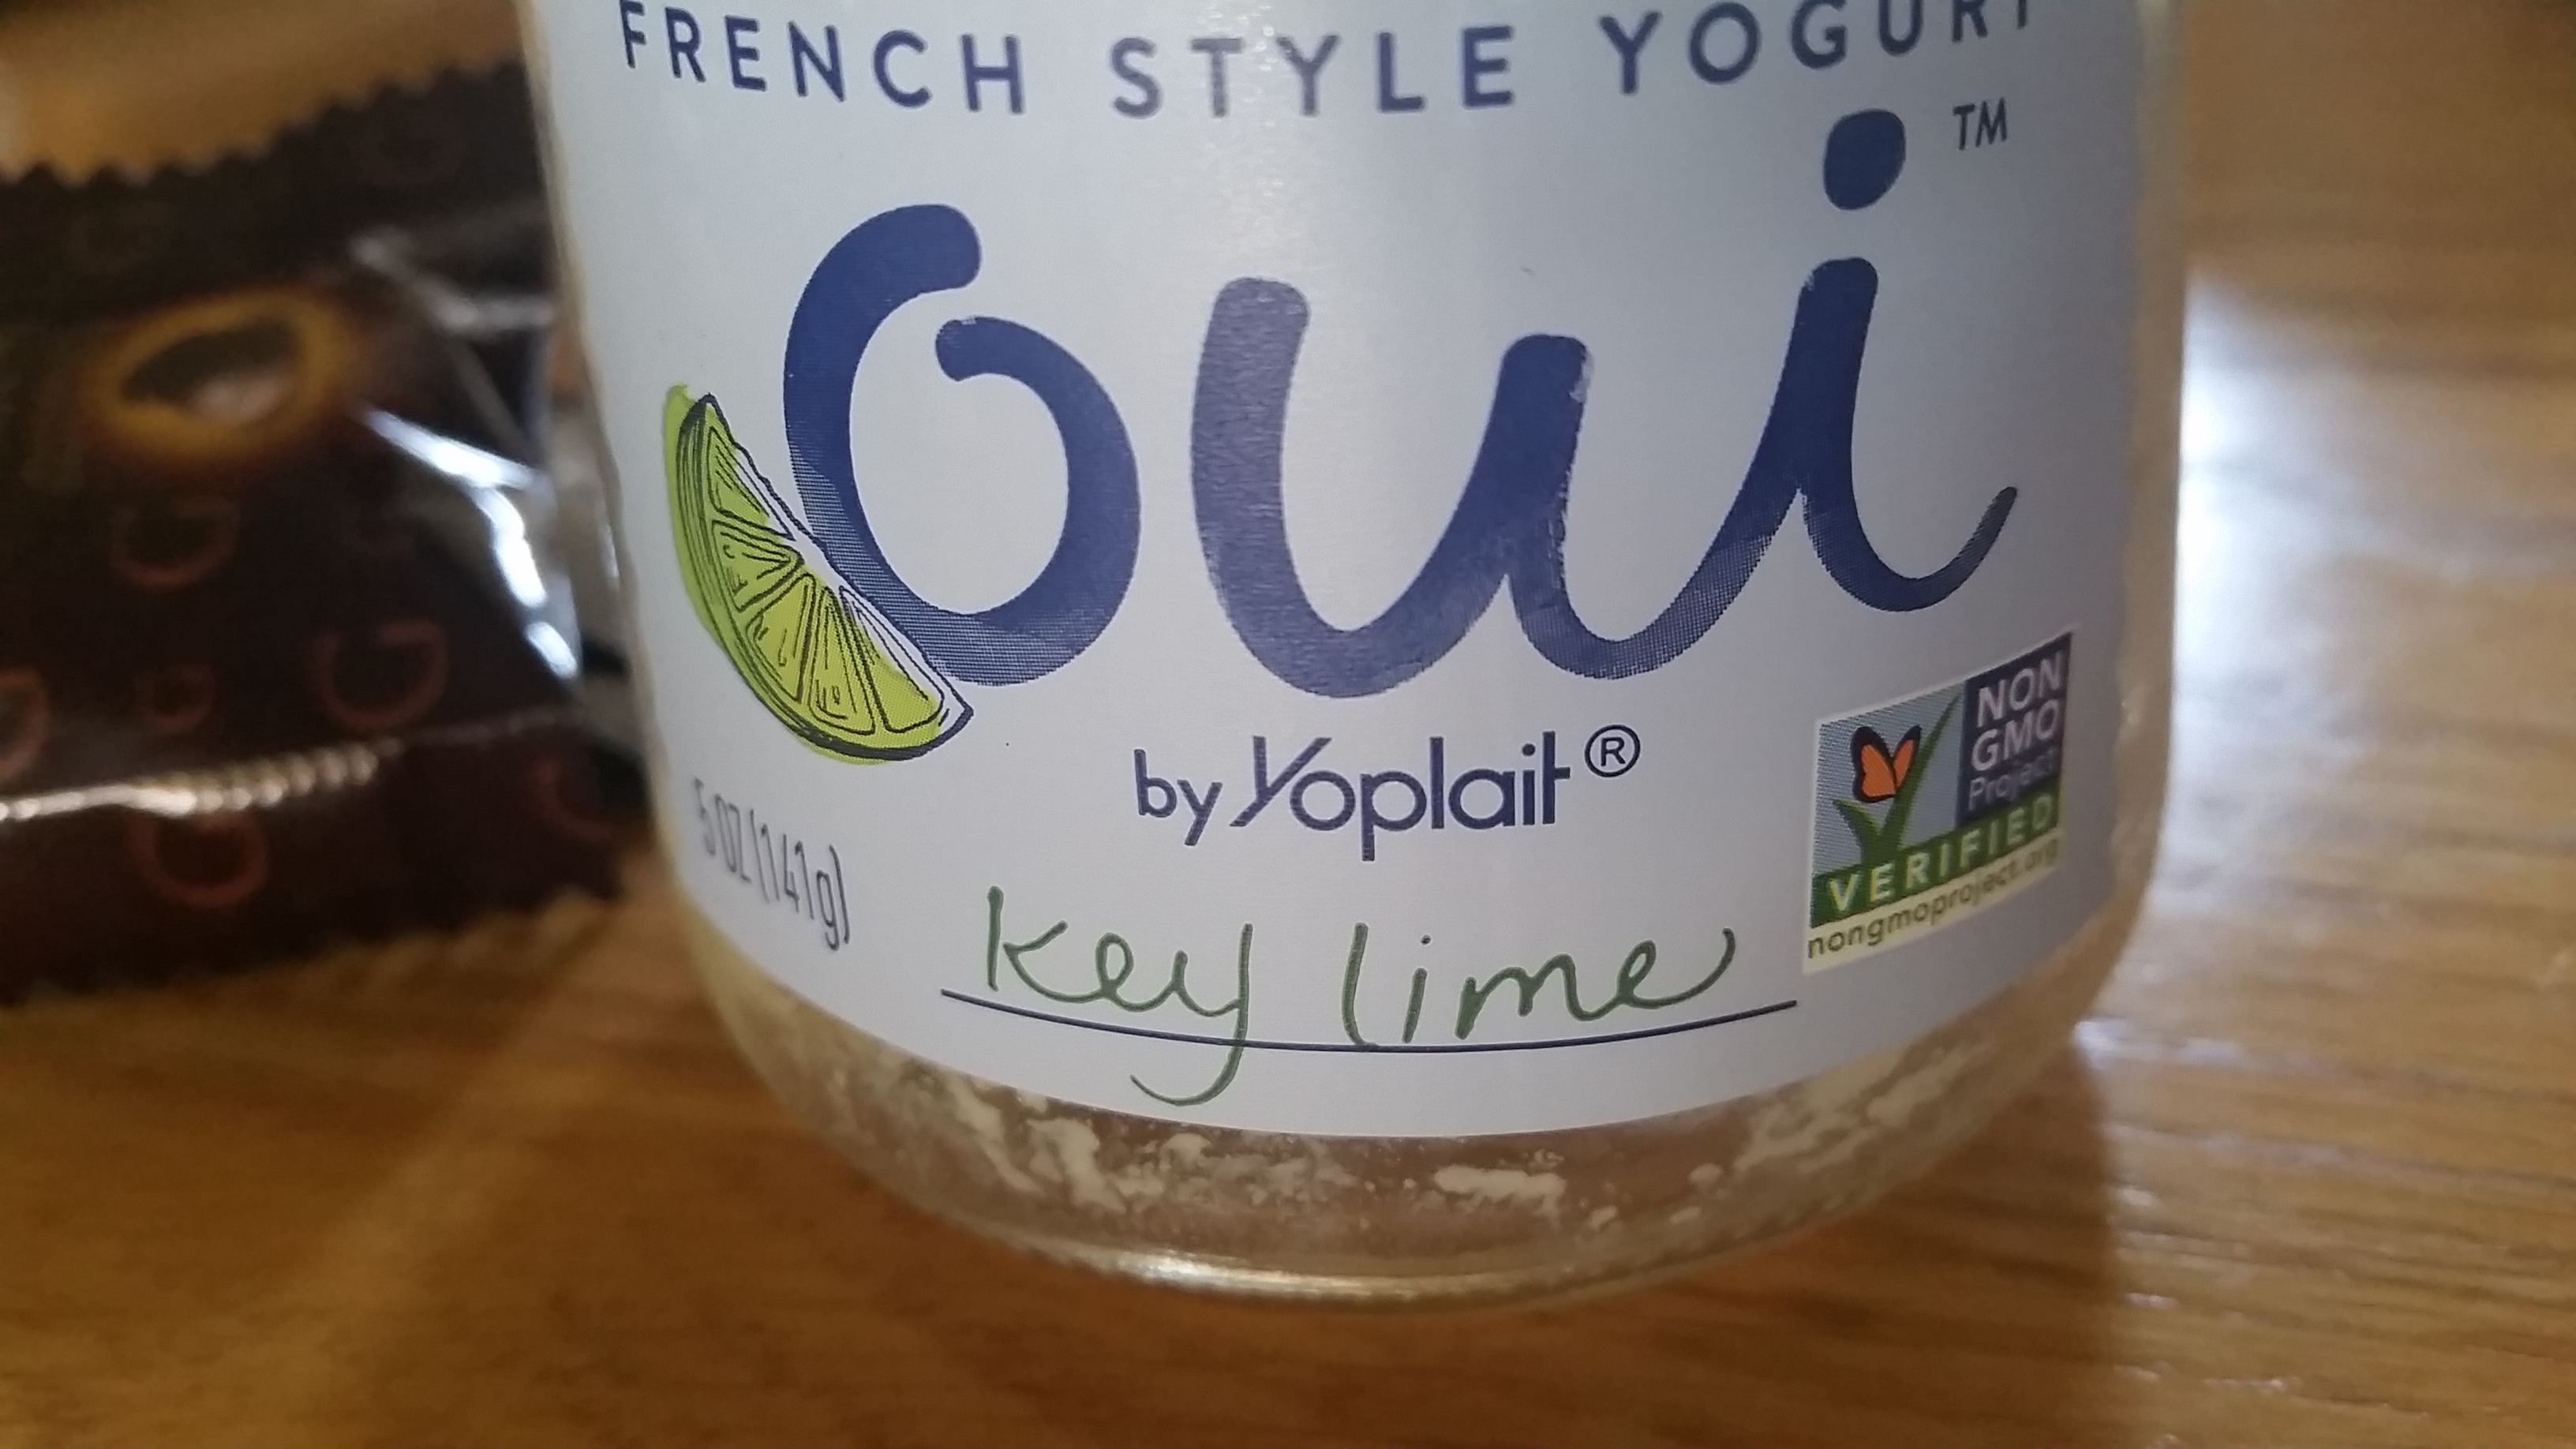 FRENCH STYLE YOGURT
oui TM
by Yoplait®
5 OZ (141g)
key lime
NON
GMO
Project
VERIFIED
nongmoproject.org